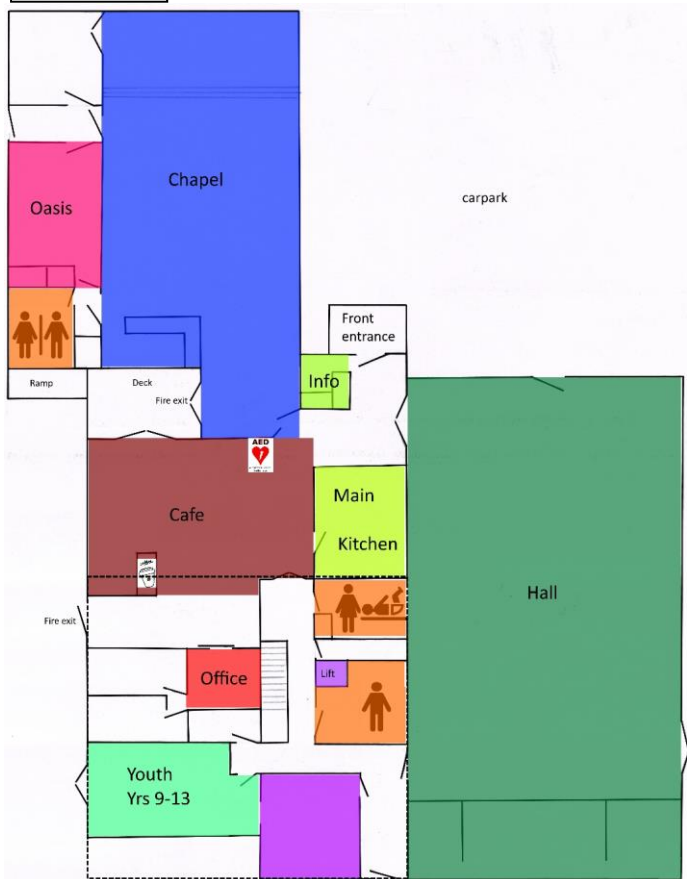 Chapel
Oasis
carpark
Front
entrance
Info
Ramp
Deck
Fire exit
AED
Cafe
Main
Kitchen
Hall
Fire exit
Office
Lift
Youth
Yrs 9-13